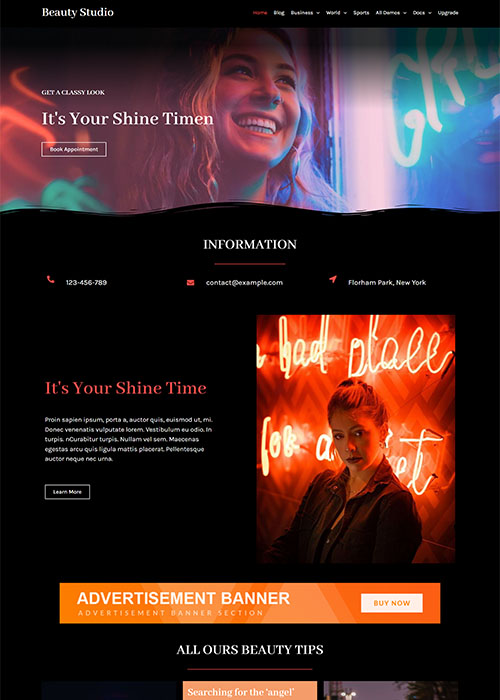 Beauty Studio
Home Blog Business World Sports All Demos Docs Upgrade
GET A CLASSY LOOK
It's Your Shine Timen
Book Appointment
INFORMATION
123-456-789
contact@example.com
Florham Park, New York
It's Your Shine Time
Proin sapien ipsum, porta a, auctor quis, euismod ut, mi.
Donec venenatis vulputate lorem. Vestibulum eu odio. In
turpis. nCurabitur turpis. Nullam vel sem. Maecenas
egestas arcu quis ligula mattis placerat. Pellentesque
auctor neque nec urna.
Learn More
had
for a
ADVERTISEMENT BANNER
ADVERTISEMENT BANNER SECTION
BUY NOW
ALL OURS BEAUTY TIPS
Searching for the 'angel'